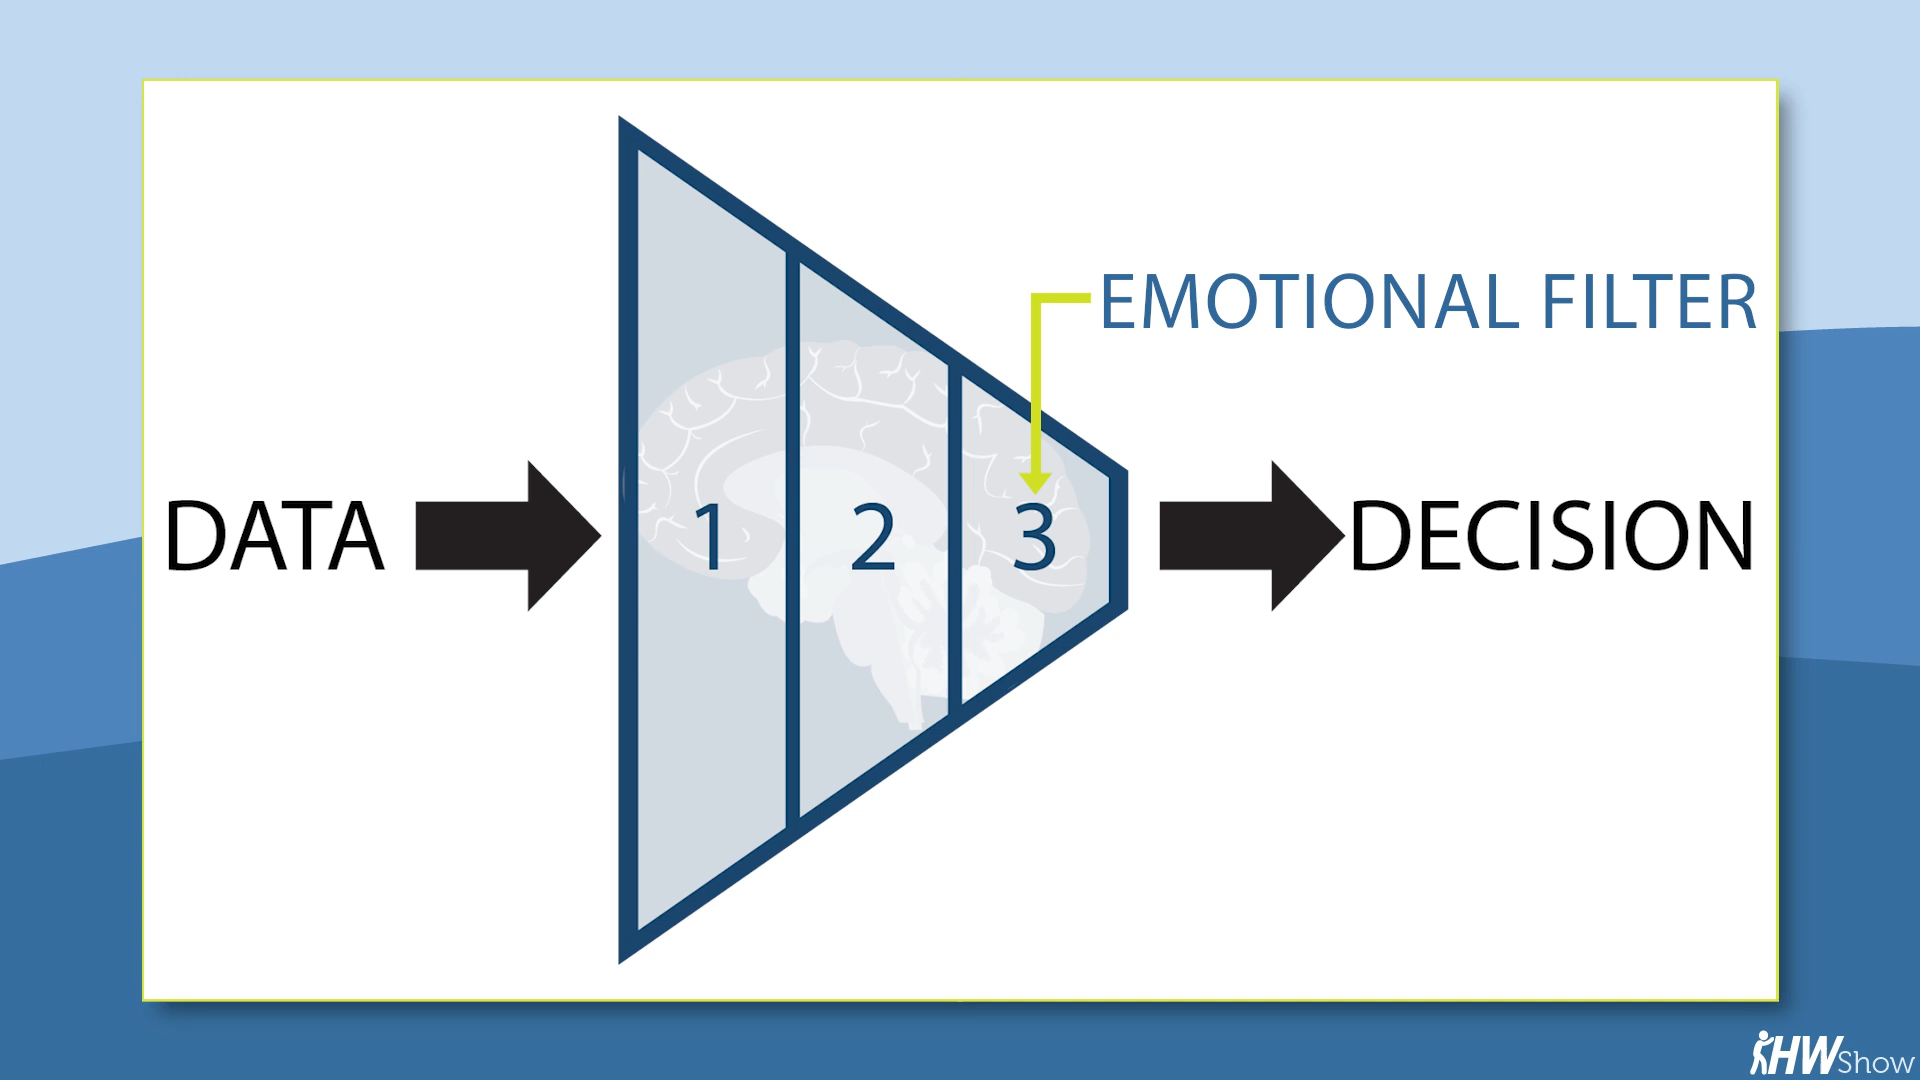 EMOTIONAL FILTER
DATA
1
2
3
DECISION
HWShow